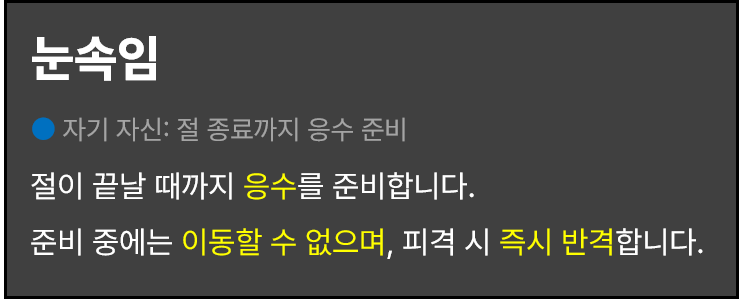 눈속임
자기 자신: 절 종료까지 응수 준비
절이 끝날 때까지 응수를 준비합니다.
준비 중에는 이동할 수 없으며, 피격 시 즉시 반격합니다.